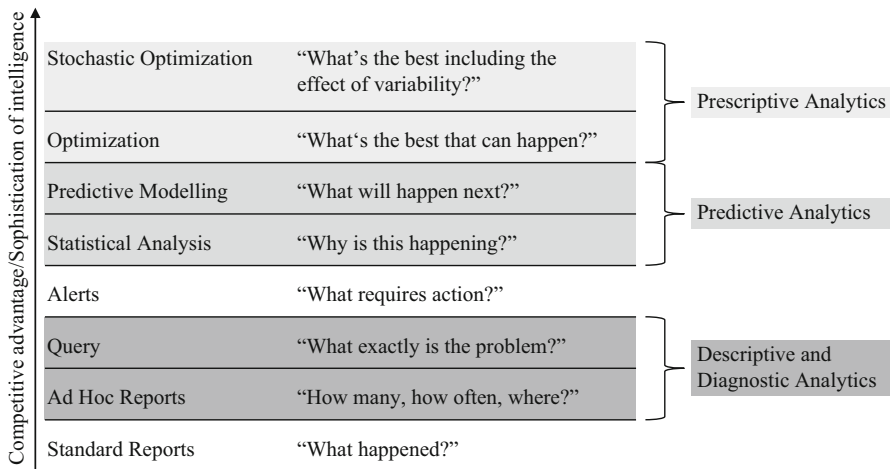 Competitive advantage/Sophistication of intelligence
Stochastic Optimization “What’s the best including the
effect of variability?”
Prescriptive Analytics
Optimization “What‘s the best that can happen?”
Predictive Modelling “What will happen next?”
Predictive Analytics
Statistical Analysis “Why is this happening?”
Alerts “What requires action?”
Query “What exactly is the problem?”
Descriptive and
Diagnostic Analytics
Ad Hoc Reports “How many, how often, where?”
Standard Reports “What happened?”